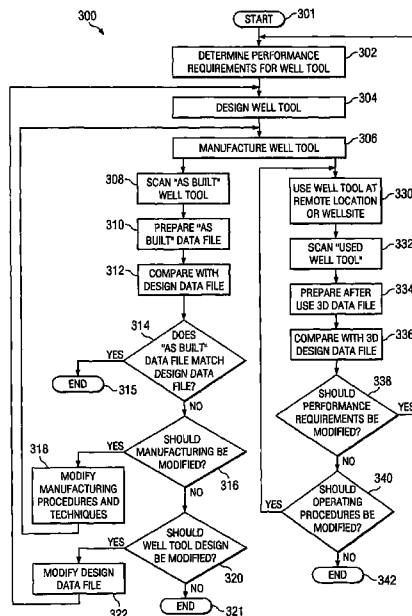 300
START
301
DETERMINE PERFORMANCE
REQUIREMENTS FOR WELL TOOL
302
DESIGN WELL TOOL
304
MANUFACTURE WELL TOOL
306
308
SCAN "AS BUILT"
WELL TOOL
310
PREPARE "AS
BUILT" DATA FILE
312
COMPARE WITH
DESIGN DATA FILE
314
DOES
"AS BUILT"
DATA FILE MATCH
DESIGN DATA
FILE?
YES
END
315
NO
SHOULD
MANUFACTURING BE
MODIFIED?
316
YES
318
MODIFY
MANUFACTURING
PROCEDURES AND
TECHNIQUES
NO
SHOULD
WELL TOOL DESIGN
BE MODIFIED?
320
YES
MODIFY DESIGN
DATA FILE
322
NO
END
321
USE WELL TOOL AT
REMOTE LOCATION
OR WELLSITE
330
SCAN "USED
WELL TOOL"
332
PREPARE AFTER
USE 3D DATA FILE
334
COMPARE WITH 3D
DESIGN DATA FILE
336
338
SHOULD
PERFORMANCE
REQUIREMENTS BE
MODIFIED?
YES
NO
340
SHOULD
OPERATING
PROCEDURES BE
MODIFIED?
YES
NO
END
342